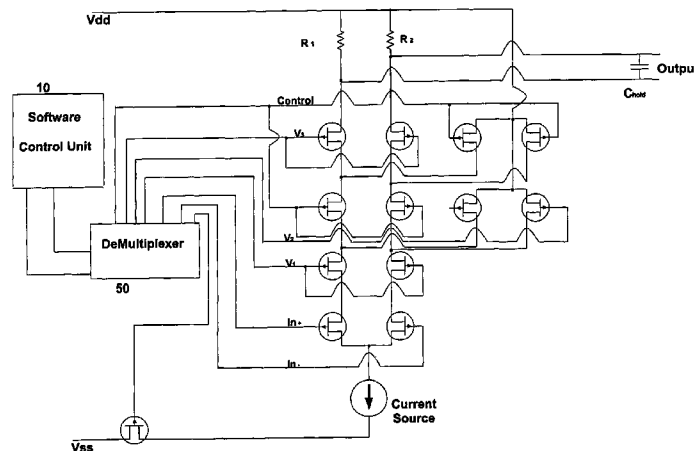 Vdd
R1
R2
10
Outpu
Chold
Control
Software
Control Unit
V3
DeMultiplexer
V2
50
V1
In+
In-
Current
Source
Vss